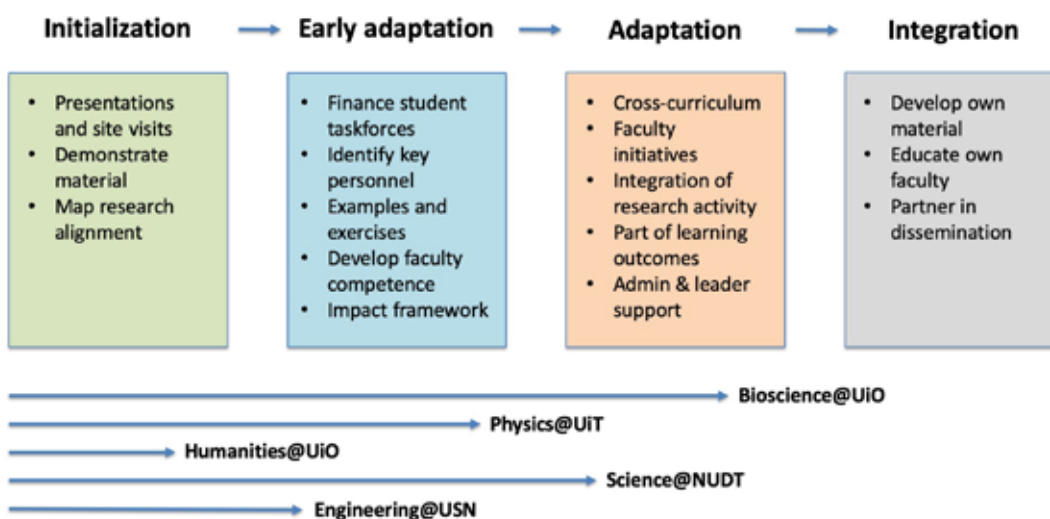 Initialization
Early adaptation
Adaptation
Integration
• Presentations
and site visits
• Demonstrate
material
• Map research
alignment
• Finance student
taskforces
• Identify key
personnel
• Examples and
exercises
• Develop faculty
competence
• Impact framework
• Cross-curriculum
• Faculty
initiatives
• Integration of
research activity
• Part of learning
outcomes
• Admin & leader
support
• Develop own
material
• Educate own
faculty
• Partner in
dissemination
Bioscience@UiO
Physics@UiT
Humanities@UiO
Science@NUDT
Engineering@USN